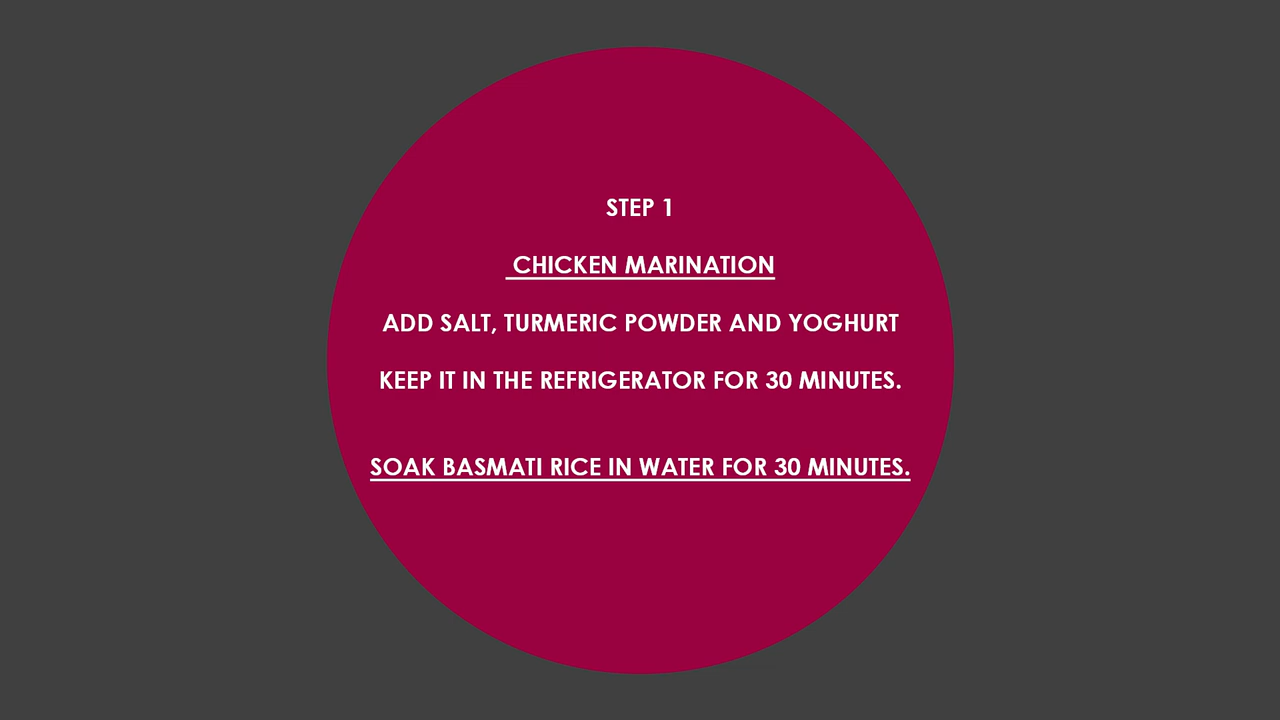 STEP 1
CHICKEN MARINATION
ADD SALT, TURMERIC POWDER AND YOGHURT
KEEP IT IN THE REFRIGERATOR FOR 30 MINUTES.
SOAK BASMATI RICE IN WATER FOR 30 MINUTES.